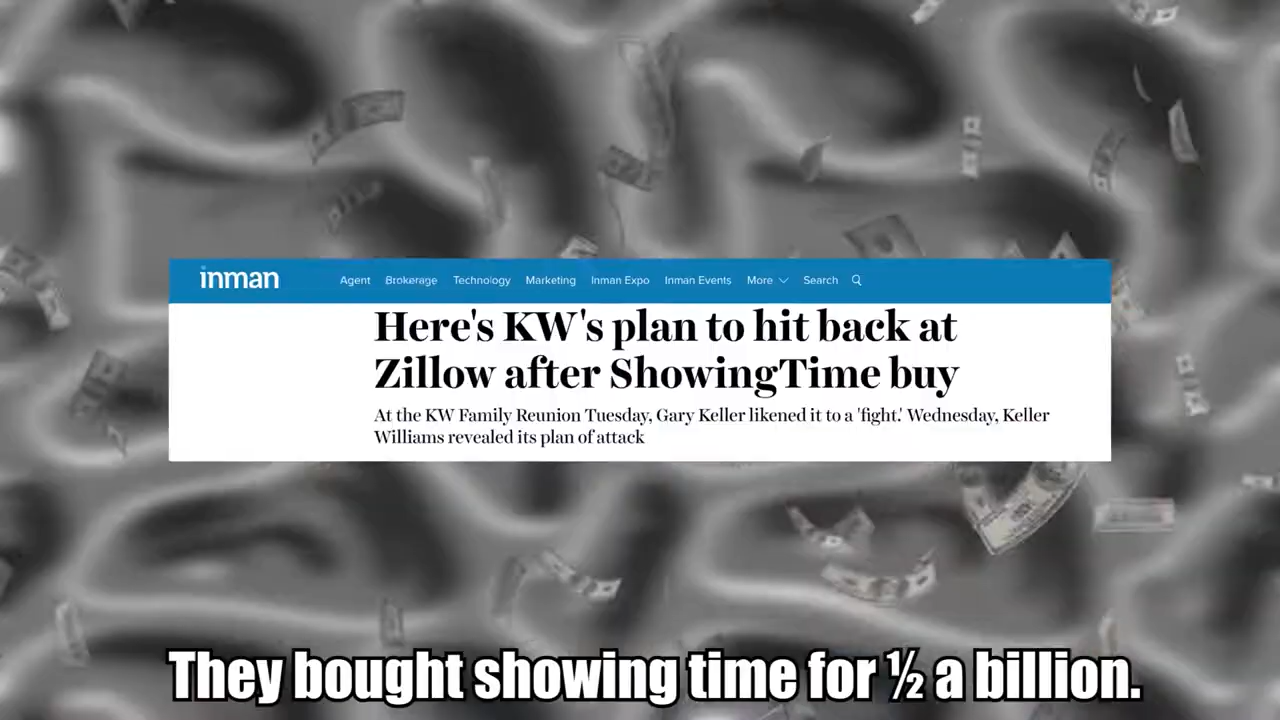 inman
Agent Brokerage Technology Marketing Inman Expo Inman Events More Search
Here's KW's plan to hit back at
Zillow after ShowingTime buy
At the KW Family Reunion Tuesday, Gary Keller likened it to a 'fight.' Wednesday, Keller
Williams revealed its plan of attack
They bought showing time for ½ a billion.